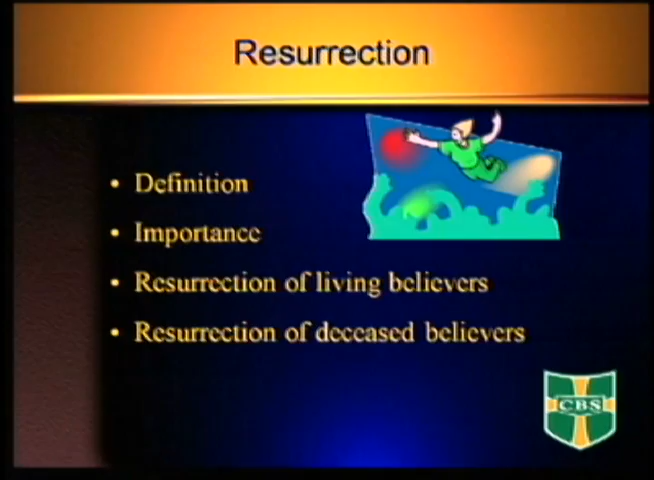 Resurrection
• Definition
• Importance
• Resurrection of living believers
• Resurrection of deceased believers
CBS